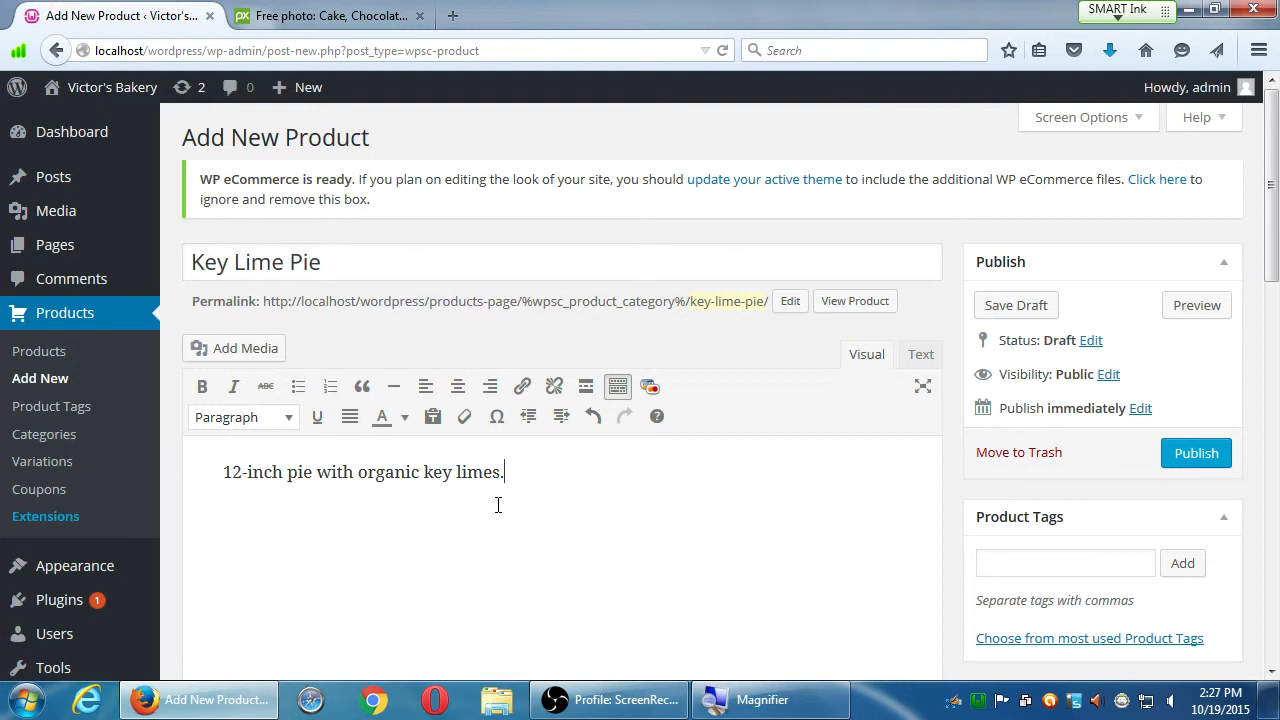 Add New Product ‹ Victor's... ×
Free photo: Cake, Chocolat... ×
SMART Ink
localhost/wordpress/wp-admin/post-new.php?post_type=wpsc-product
Search
Victor's Bakery 2 0 + New
Howdy, admin
Dashboard
Posts
Media
Pages
Comments
Products
Products
Add New
Product Tags
Categories
Variations
Coupons
Extensions
Appearance
Plugins 1
Users
Tools
Screen Options
Help
Add New Product
WP eCommerce is ready. If you plan on editing the look of your site, you should update your active theme to include the additional WP eCommerce files. Click here to
ignore and remove this box.
Key Lime Pie
Permalink: http://localhost/wordpress/products-page/%wpsc_product_category%/key-lime-pie/ Edit View Product
Add Media
Visual Text
B I ABC
Paragraph U A Ω ?
12-inch pie with organic key limes.
Publish
Save Draft Preview
Status: Draft Edit
Visibility: Public Edit
Publish immediately Edit
Move to Trash Publish
Product Tags
Add
Separate tags with commas
Choose from most used Product Tags
Add New Product...
Profile: ScreenRec...
Magnifier
2:27 PM
10/19/2015